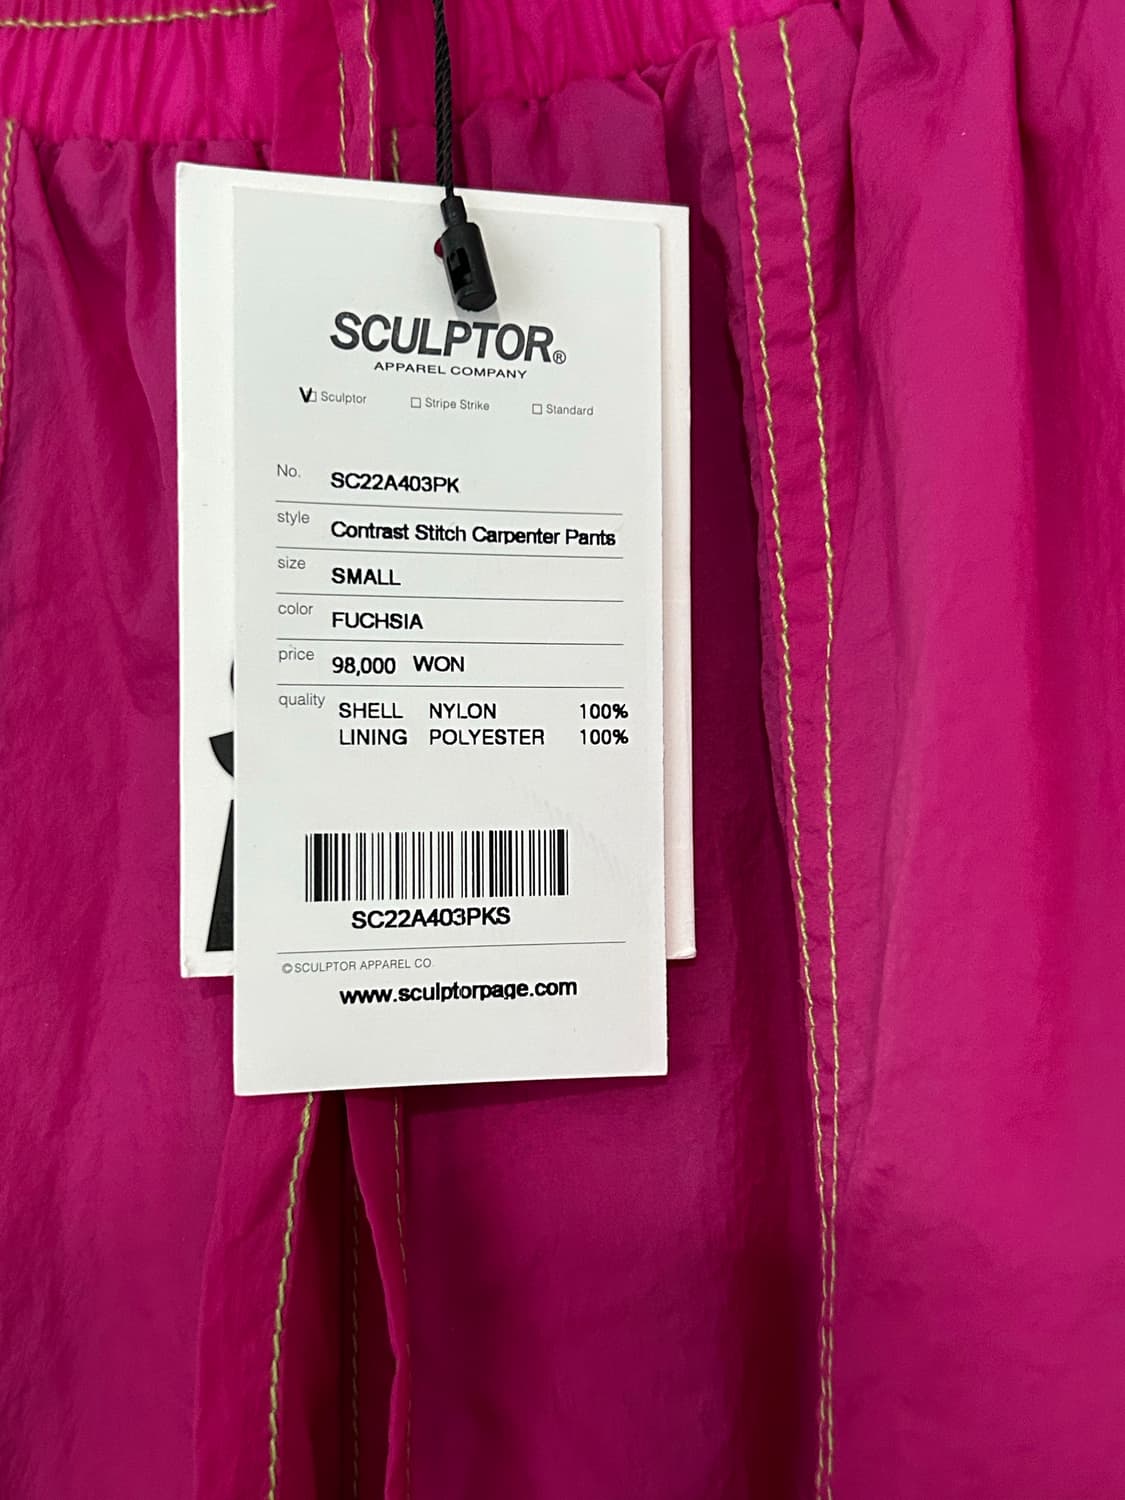 SCULPTOR®
APPAREL COMPANY
Sculptor Stripe Strike Standard
No. SC22A403PK
style Contrast Stitch Carpenter Pants
size SMALL
color FUCHSIA
price 98,000 WON
quality SHELL NYLON 100%
LINING POLYESTER 100%
SC22A403PKS
©SCULPTOR APPAREL CO.
www.sculptorpage.com